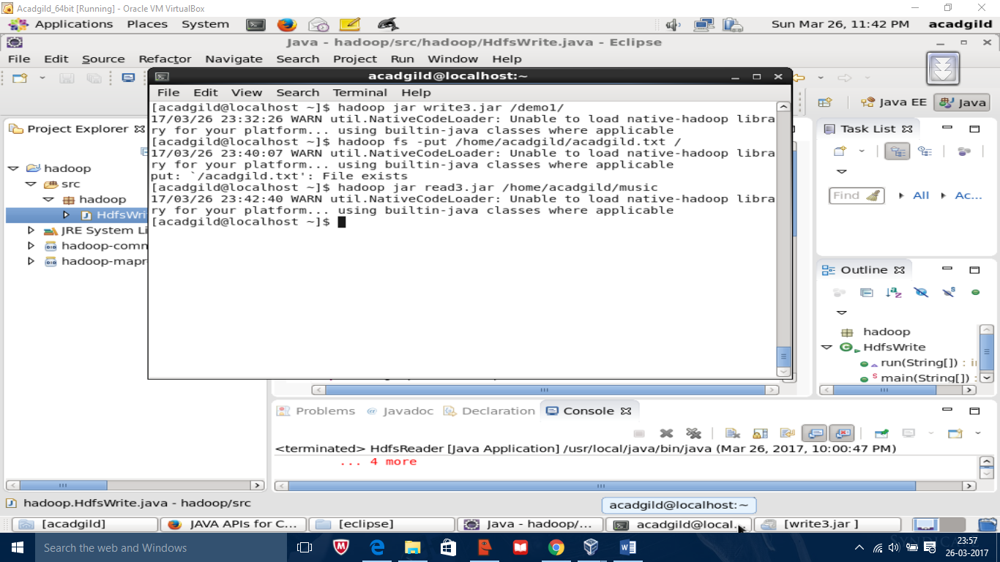 Acadgild_64bit [Running] - Oracle VM VirtualBox
Applications Places System Sun Mar 26, 11:42 PM acadgild
Java - hadoop/src/hadoop/HdfsWrite.java - Eclipse
File Edit Source Refactor Navigate Search Project Run Window Help
acadgild@localhost:~
File Edit View Search Terminal Help
[acadgild@localhost ~]$ hadoop jar write3.jar /demo1/
17/03/26 23:32:26 WARN util.NativeCodeLoader: Unable to load native-hadoop libra
ry for your platform... using builtin-java classes where applicable
[acadgild@localhost ~]$ hadoop fs -put /home/acadgild/acadgild.txt /
17/03/26 23:40:07 WARN util.NativeCodeLoader: Unable to load native-hadoop libra
ry for your platform... using builtin-java classes where applicable
put: `/acadgild.txt': File exists
[acadgild@localhost ~]$ hadoop jar read3.jar /home/acadgild/music
17/03/26 23:42:40 WARN util.NativeCodeLoader: Unable to load native-hadoop libra
ry for your platform... using builtin-java classes where applicable
[acadgild@localhost ~]$
Java EE Java
Project Explorer
hadoop
src
hadoop
HdfsWri
JRE System Li
hadoop-comm
hadoop-mapr
Task List
Find All Ac...
Outline
hadoop
HdfsWrite
run(String[]) : i
main(String[]) :
Problems Javadoc Declaration Console
<terminated> HdfsReader [Java Application] /usr/local/java/bin/java (Mar 26, 2017, 10:00:47 PM)
... 4 more
hadoop.HdfsWrite.java - hadoop/src
acadgild@localhost:~
[acadgild] JAVA APIs for C... [eclipse] Java - hadoop/... acadgild@local... [write3.jar ]
Search the web and Windows
23:57
26-03-2017